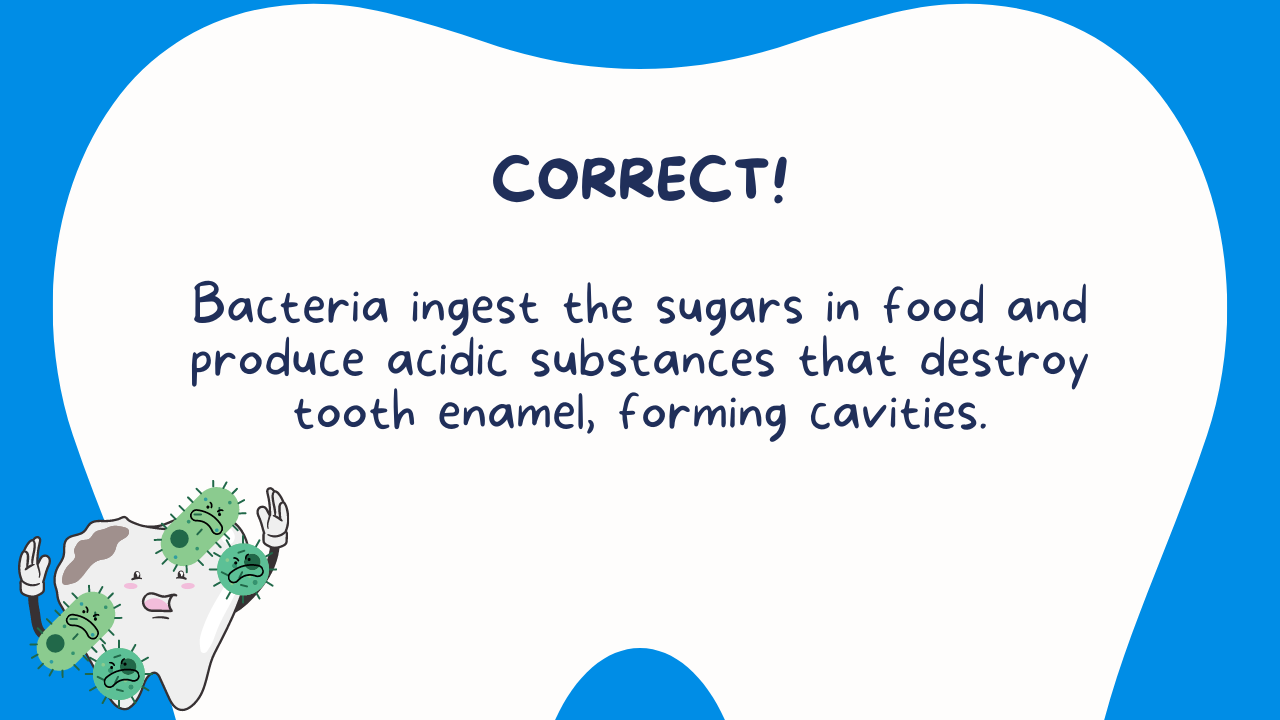 CORRECT!
Bacteria ingest the sugars in food and
produce acidic substances that destroy
tooth enamel, forming cavities.